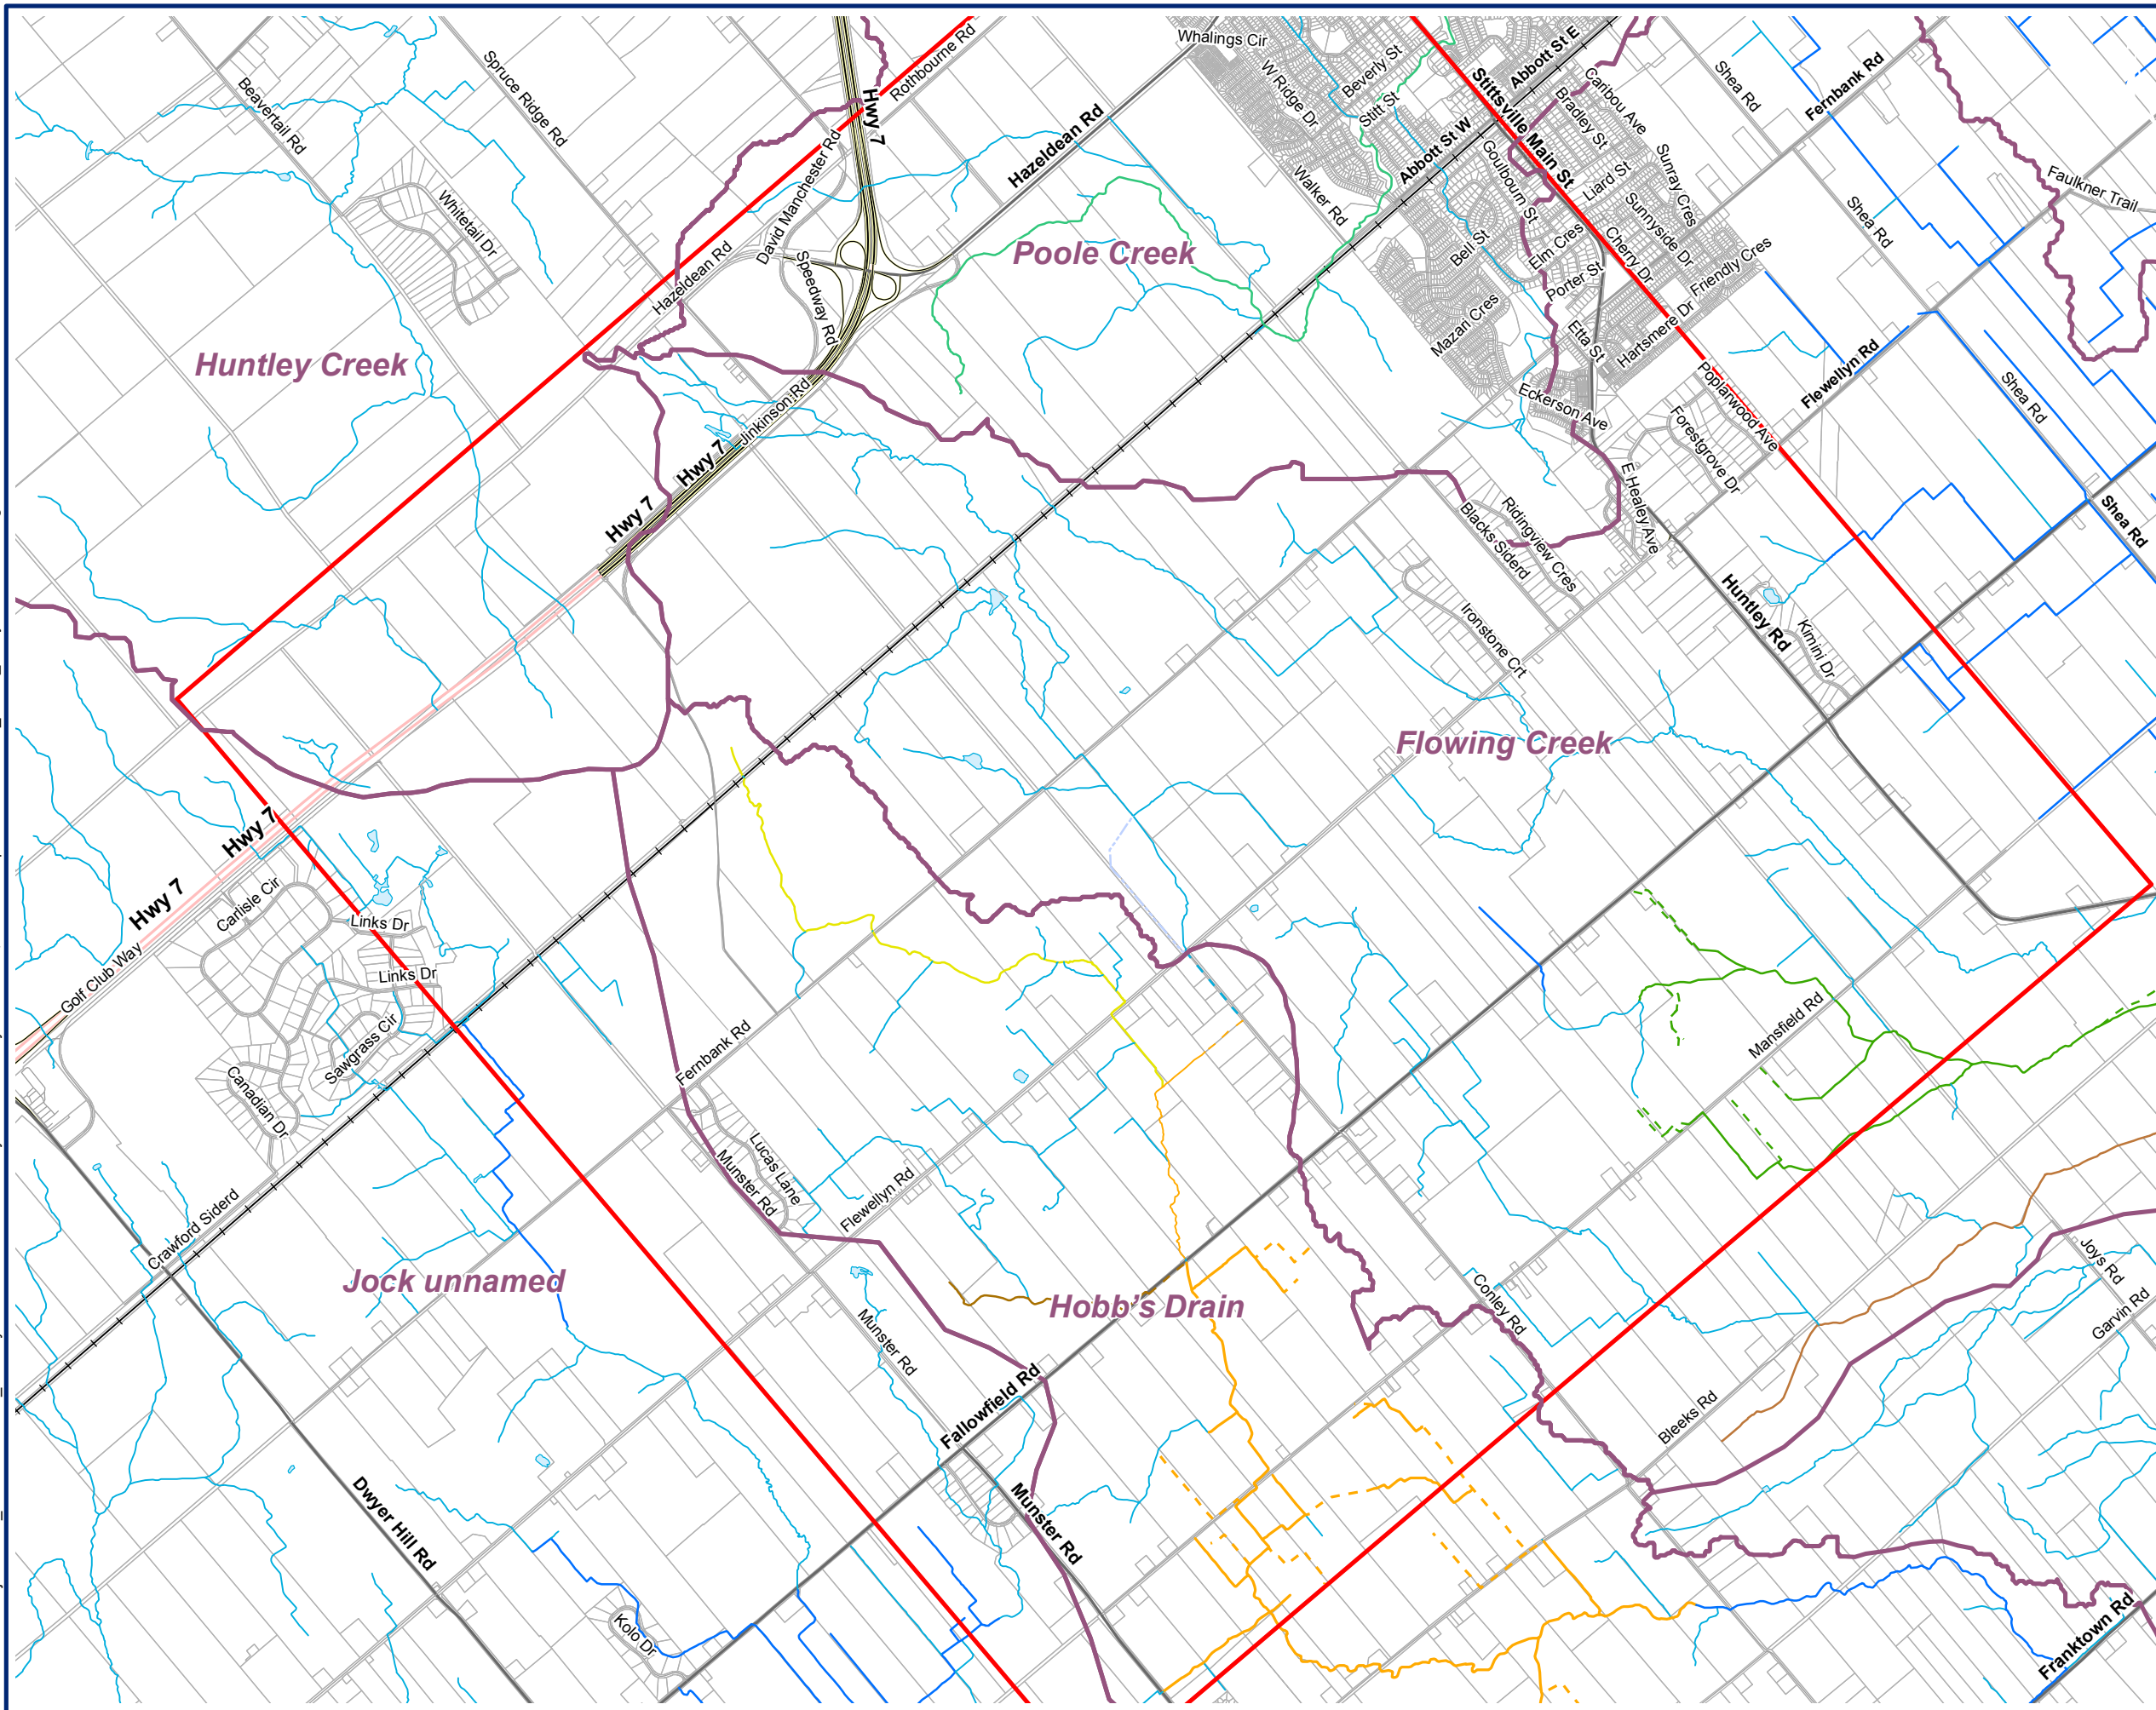 Whalings Cir
Abbott St E
Rothbourne Rd
Spruce Ridge Rd
Beavertail Rd
Hwy 7
W Ridge Dr
Beverly St
Stitt St
Stittsville Main St
Caribou Ave
Bradley St
Shea Rd
Fernbank Rd
Hazeldean Rd
David Manchester Rd
Abbott St W
Goulbourn St
Liard St
Sunray Cres
Faulkner Trail
Whitetail Dr
Walker Rd
Sunnyside Dr
Shea Rd
Poole Creek
Hazeldean Rd
Speedway Rd
Bell St
Elm Cres
Cherry Dr
Porter St
Friendly Cres
Mazari Cres
Etta St
Hartsmere Dr
Huntley Creek
Poplarwood Ave
Flewellyn Rd
Shea Rd
Eckerson Ave
Forestgrove Dr
Jinkinson Rd
Hwy 7
Hwy 7
E Healey Ave
Ridingview Cres
Blacks Siderd
Shea Rd
Huntley Rd
Ironstone Crt
Kimini Dr
Flowing Creek
Hwy 7
Hwy 7
Carlisle Cir
Links Dr
Links Dr
Golf Club Way
Sawgrass Cir
Canadian Dr
Mansfield Rd
Fernbank Rd
Lucas Lane
Munster Rd
Flewellyn Rd
Crawford Siderd
Jock unnamed
Hobb's Drain
Conley Rd
Joys Rd
Garvin Rd
Munster Rd
Fallowfield Rd
Bleeks Rd
Dwyer Hill Rd
Munster Rd
Kolo Dr
Franktown Rd